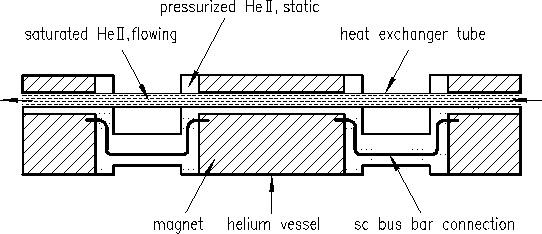 pressurized HeII, static
saturated HeII, flowing
heat exchanger tube
magnet
helium vessel
sc bus bar connection